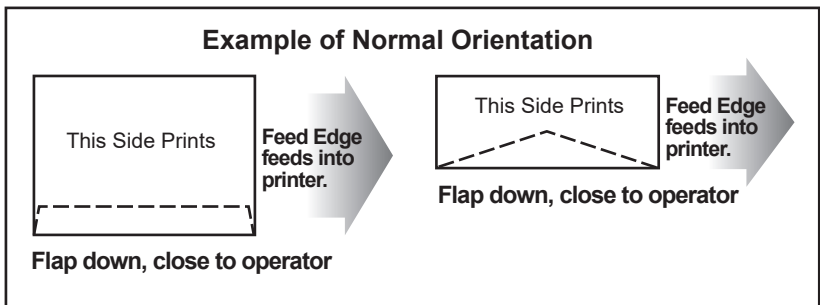 Example of Normal Orientation
This Side Prints
Feed Edge
feeds into
printer.
Flap down, close to operator
This Side Prints
Feed Edge
feeds into
printer.
Flap down, close to operator